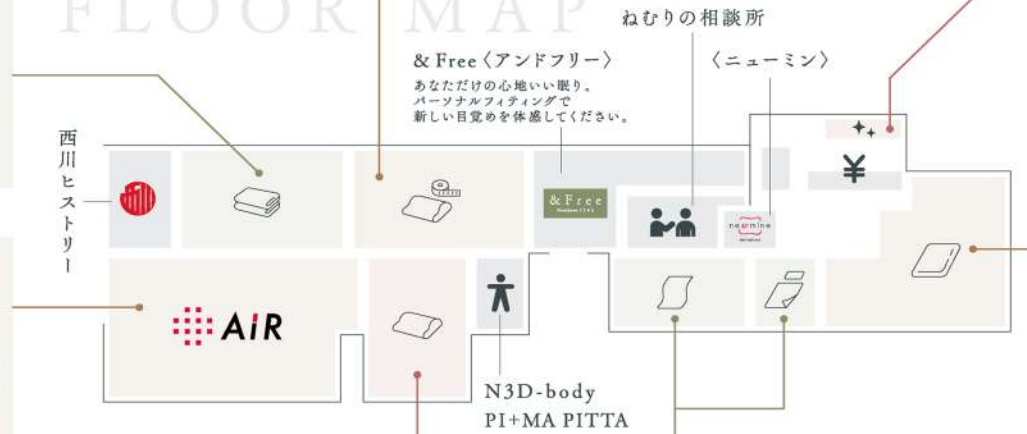 FLOOR MAP
ねむりの相談所
& Free〈アンドフリー〉
あなただけの心地いい眠り。
パーソナルフィティングで
新しい目覚めを体感してください。
〈ニューミン〉
西川ヒストリー
& Free
¥
AiR
N3D-body
PI+MA PITTA